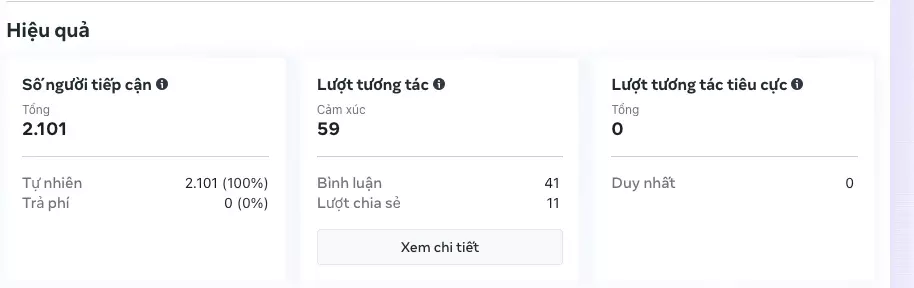 Hiệu quả
Số người tiếp cận
Tổng
2.101
Tự nhiên 2.101 (100%)
Trả phí 0 (0%)
Lượt tương tác
Cảm xúc
59
Bình luận 41
Lượt chia sẻ 11
Xem chi tiết
Lượt tương tác tiêu cực
Tổng
0
Duy nhất 0